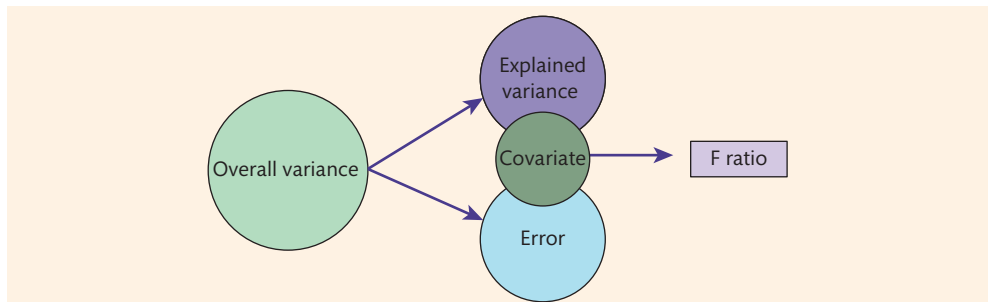 Overall variance
Explained
variance
Covariate
Error
F ratio